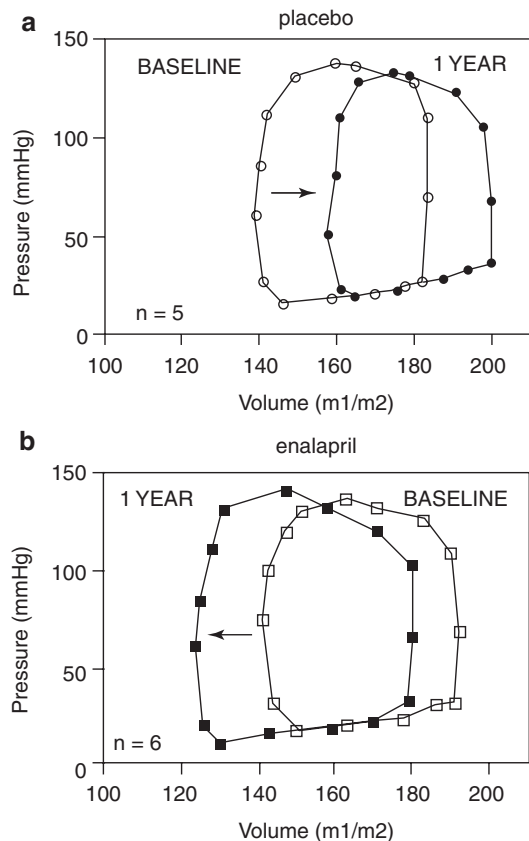 a
placebo
150
BASELINE
1 YEAR
100
50
0
Pressure (mmHg)
n = 5
100 120 140 160 180 200
Volume (m1/m2)
b
enalapril
150
1 YEAR
BASELINE
100
50
0
Pressure (mmHg)
n = 6
100 120 140 160 180 200
Volume (m1/m2)